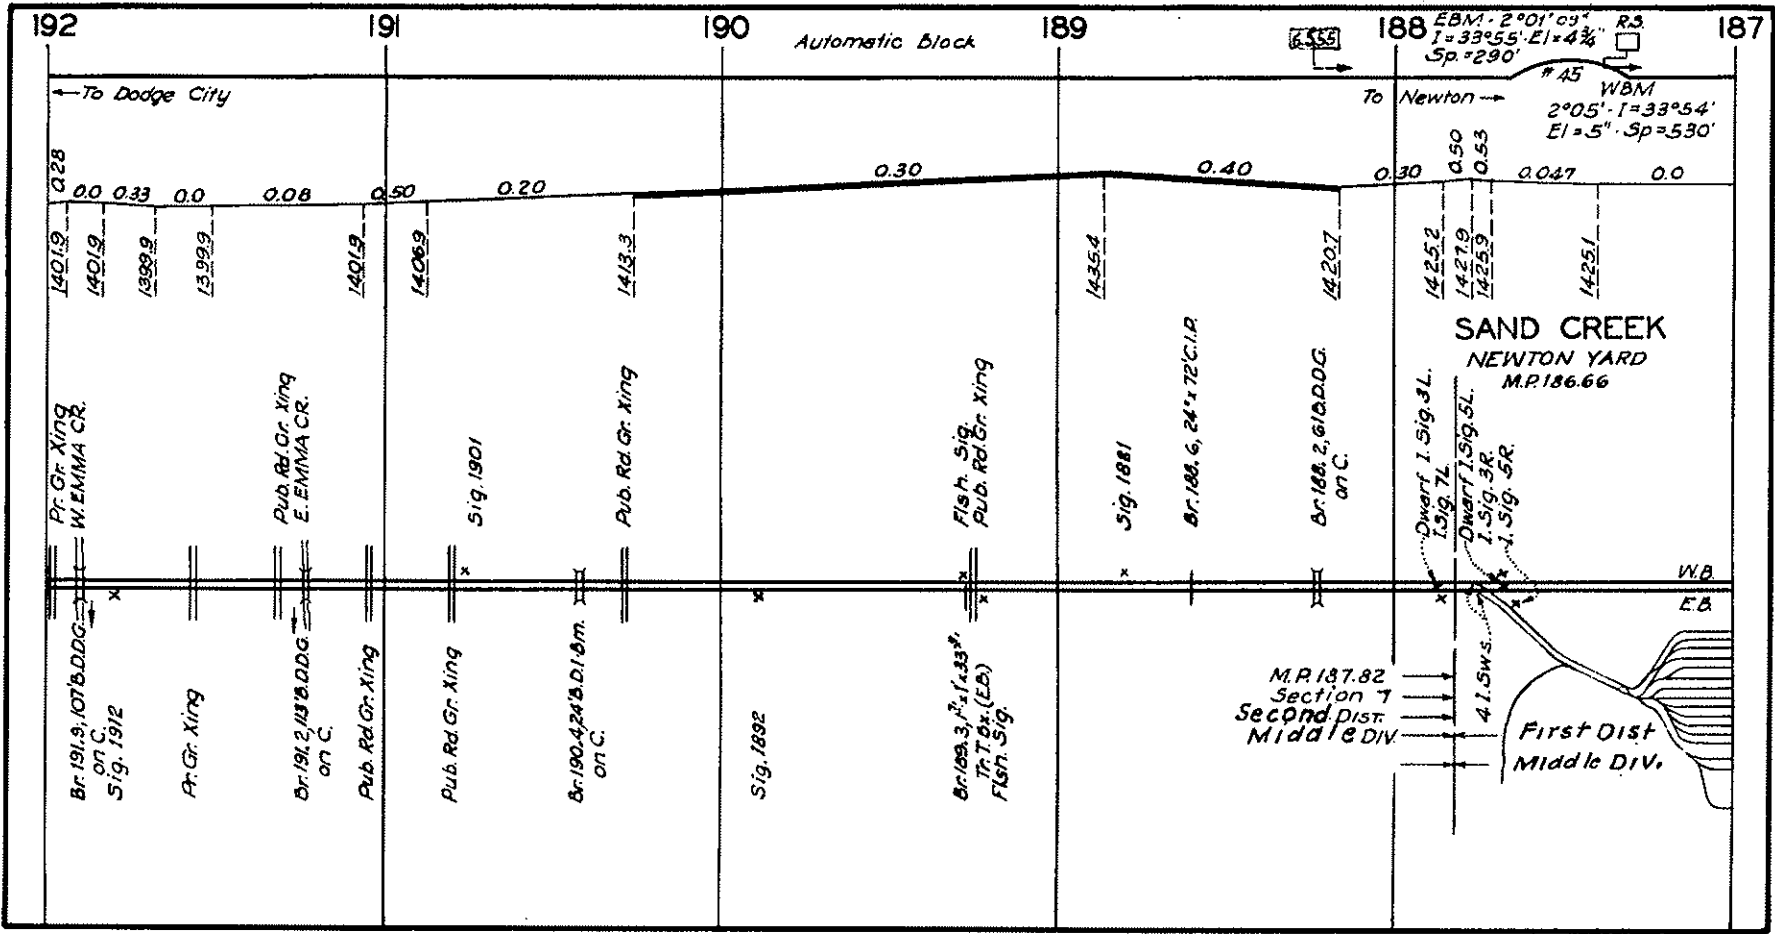 192
191
190
189
188
187
Automatic Block
6.555
EBM - 2°01'09"
I=33°55' El=4¾"
Sp.=290'
R.S.
#45
WBM
2°05' - I=33°54'
El=5" - Sp=530'
←To Dodge City
To Newton→
0.28
0.0
0.33
0.0
0.08
0.50
0.20
0.30
0.40
0.30
0.50
0.53
0.047
0.0
1401.9
1401.9
1399.9
1399.9
1401.9
1406.9
1413.3
1435.4
1420.7
1425.2
1427.9
1425.9
1425.1
SAND CREEK
NEWTON YARD
M.P.186.66
Pr. Gr. Xing
W. EMMA CR.
Pub. Rd. Gr. Xing
E. EMMA CR.
Sig. 1901
Pub. Rd. Gr. Xing
Flsh. Sig.
Pub. Rd. Gr. Xing
Sig. 1881
Br. 188.6, 24" x 72' C.I.P.
Br. 188.2, 61' B.D.D.G.
on C.
Dwarf I. Sig. 3L.
I. Sig. 7L
Dwarf I. Sig. 5L.
I. Sig. 3R.
I. Sig. 5R.
W.B.
E.B.
Br. 191.9, 107' B.D.D.G.
on C.
Sig. 1912
Pr. Gr. Xing
Br. 191.2, 113' B.D.D.G.
on C.
Pub. Rd. Gr. Xing
Pub. Rd. Gr. Xing
Br. 190.4, 24' B.D.I-Bm.
on C.
Sig. 1892
Br. 189.3,
Tr. T. Bx. (EB)
Flsh. Sig.
M.P. 187.82
Section 7
Second DIST.
Middle DIV.
4 I. Sws.
First Dist
Middle DIV.